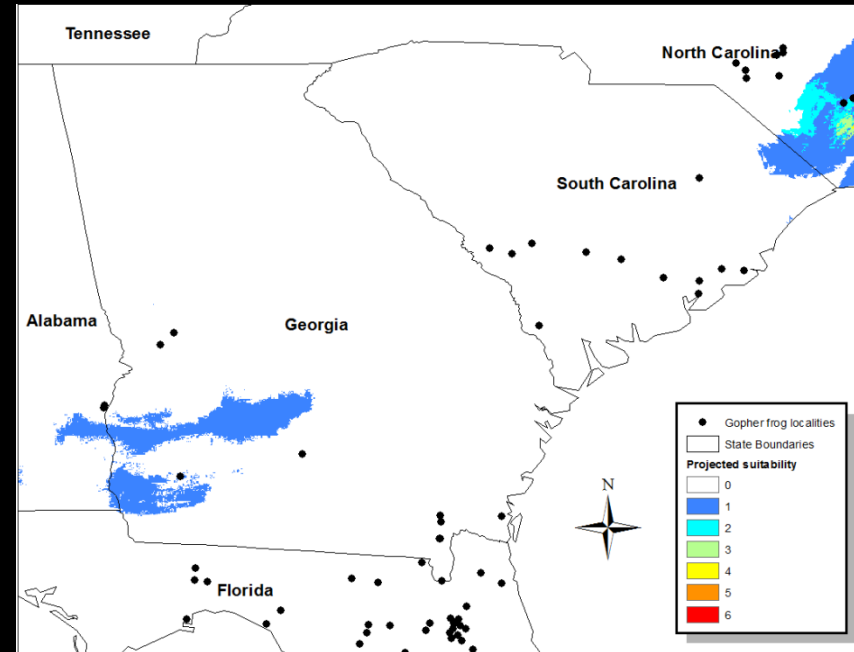 Tennessee
North Carolina
South Carolina
Alabama
Georgia
Florida
N
Gopher frog localities
State Boundaries
Projected suitability
0
1
2
3
4
5
6